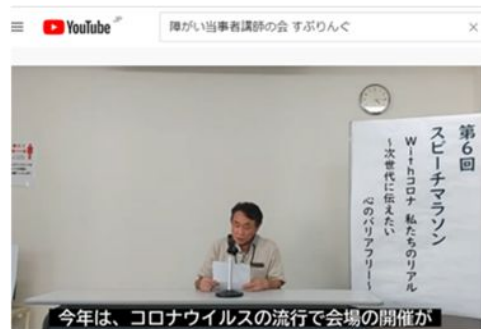 YouTube JP
障がい当事者講師の会 すぷりんぐ
第6回
スピーチマラソン
Withコロナ 私たちのリアル
～次世代に伝えたい
心のバリアフリー～
今年は、コロナウイルスの流行で会場の開催が